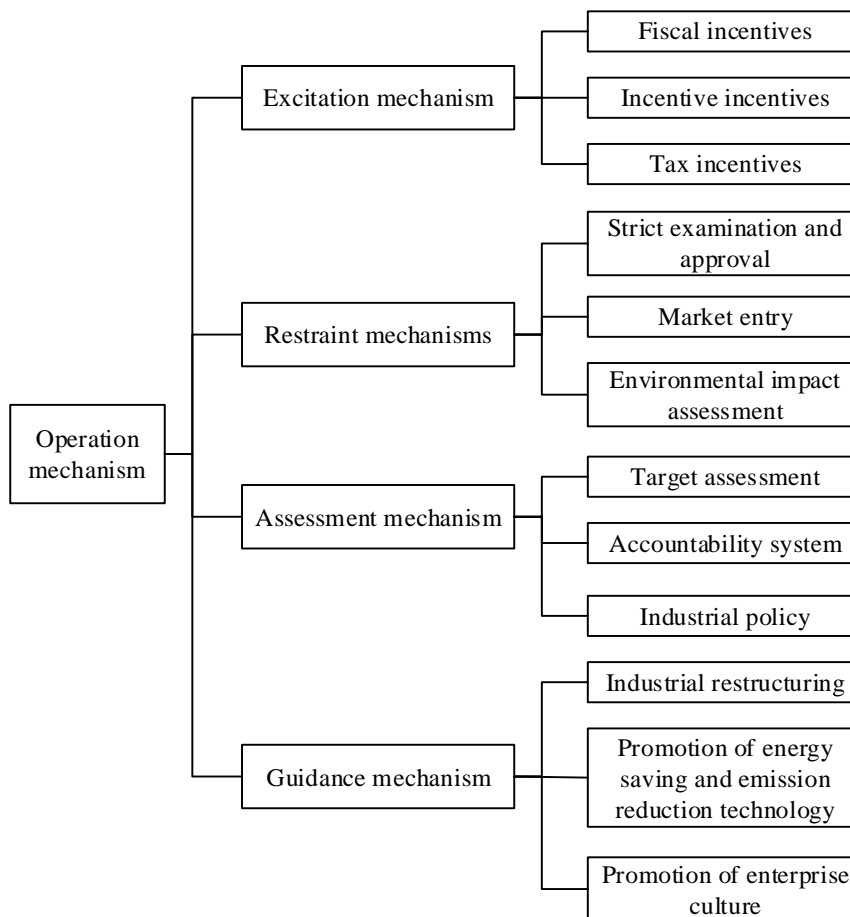 Fiscal incentives
Excitation mechanism
Incentive incentives
Tax incentives
Strict examination and
approval
Restraint mechanisms
Market entry
Environmental impact
assessment
Operation
mechanism
Target assessment
Assessment mechanism
Accountability system
Industrial policy
Industrial restructuring
Guidance mechanism
Promotion of energy
saving and emission
reduction technology
Promotion of enterprise
culture